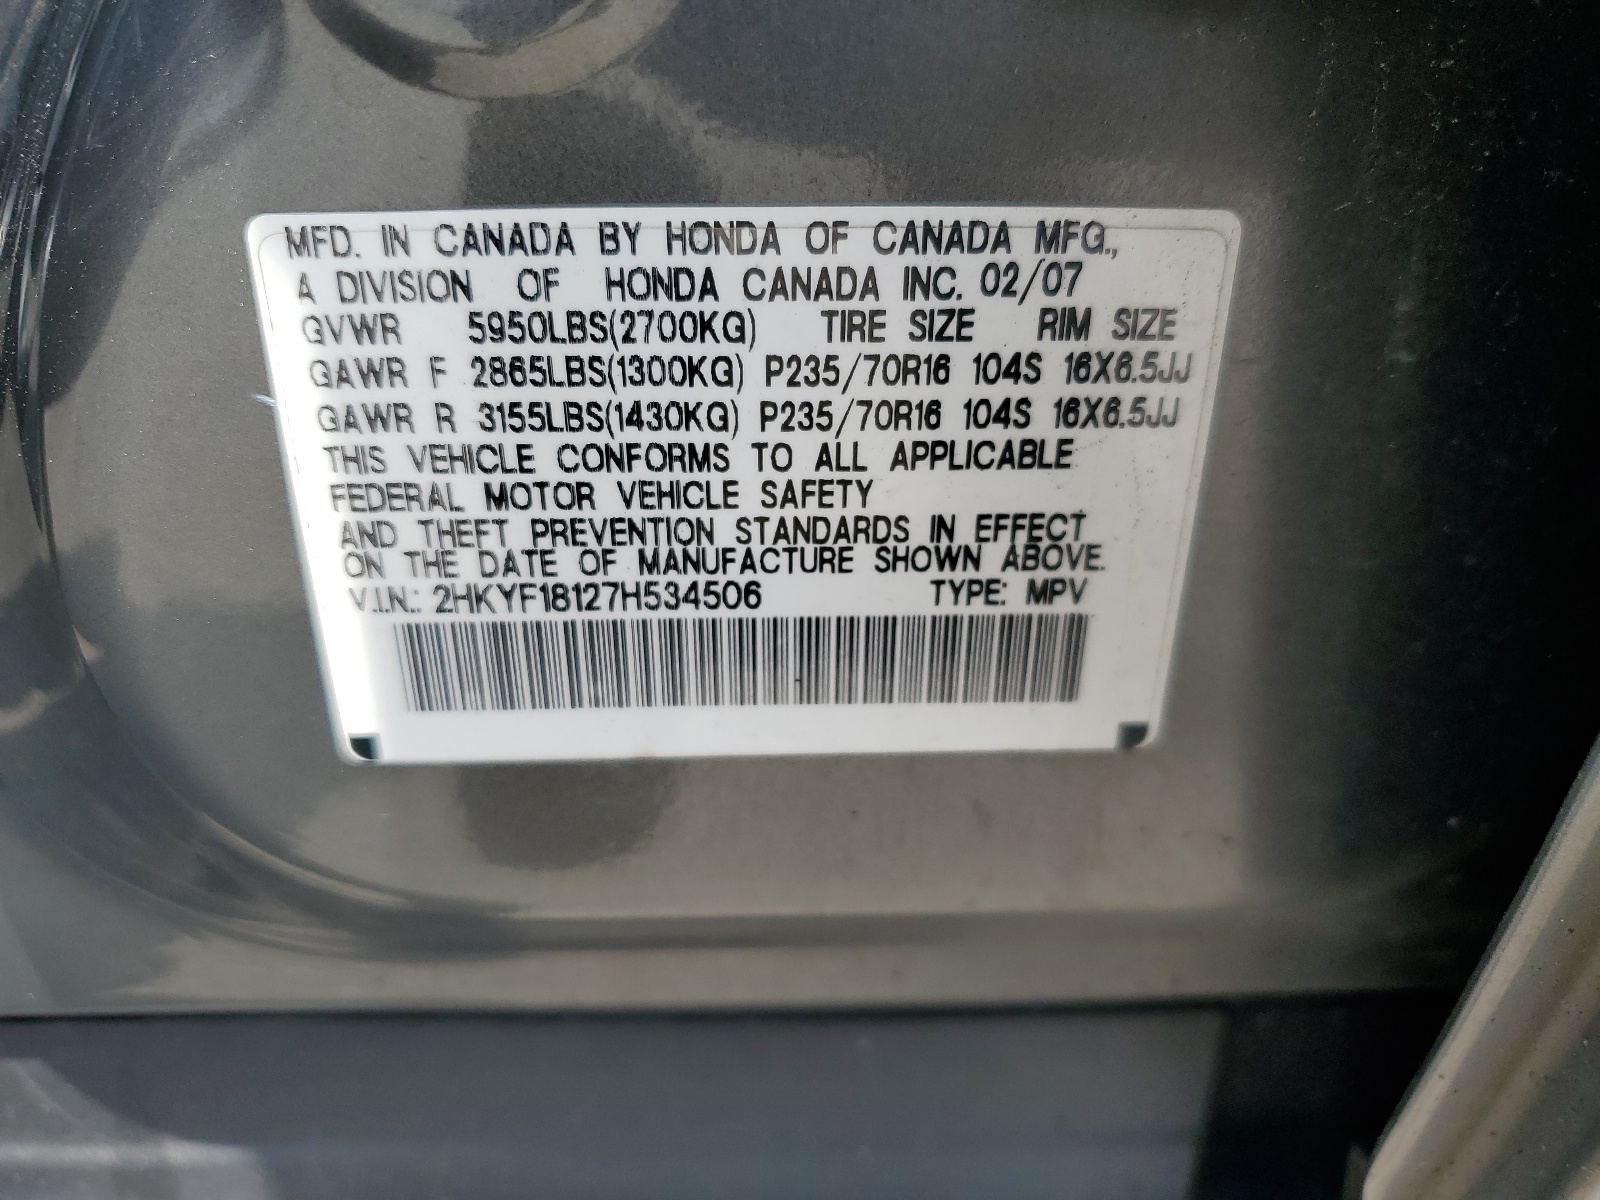 MFD. IN CANADA BY HONDA OF CANADA MFG.,
A DIVISION OF HONDA CANADA INC. 02/07
GVWR 5950LBS(2700KG) TIRE SIZE RIM SIZE
GAWR F 2865LBS(1300KG) P235/70R16 104S 16X6.5JJ
GAWR R 3155LBS(1430KG) P235/70R16 104S 16X6.5JJ
THIS VEHICLE CONFORMS TO ALL APPLICABLE
FEDERAL MOTOR VEHICLE SAFETY
AND THEFT PREVENTION STANDARDS IN EFFECT
ON THE DATE OF MANUFACTURE SHOWN ABOVE.
V.I.N.: 2HKYF18127H534506 TYPE: MPV